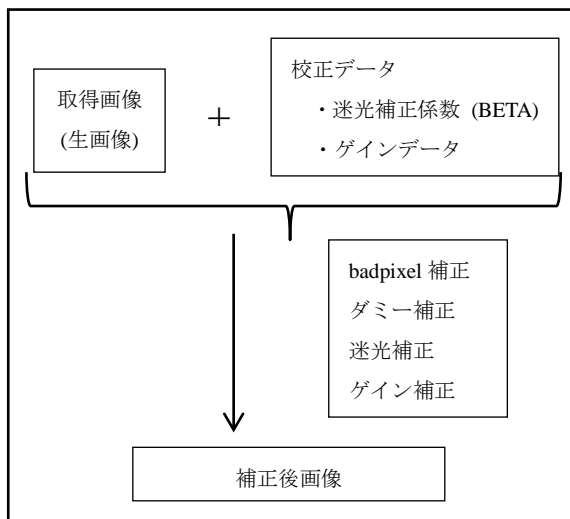 取得画像
(生画像)
+
校正データ
・迷光補正係数 (BETA)
・ゲインデータ
badpixel 補正
ダミー補正
迷光補正
ゲイン補正
補正後画像